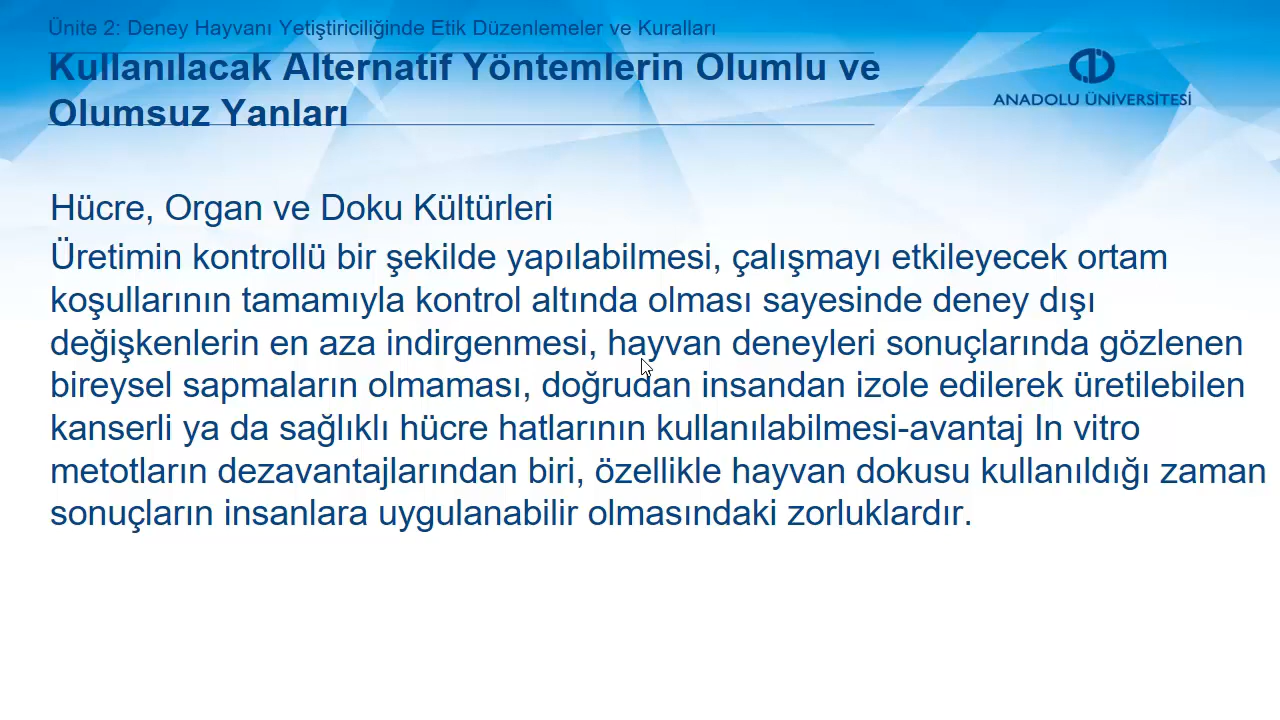 Ünite 2: Deney Hayvanı Yetiştiriciliğinde Etik Düzenlemeler ve Kuralları
Kullanılacak Alternatif Yöntemlerin Olumlu ve
Olumsuz Yanları
ANADOLU ÜNİVERSİTESİ
Hücre, Organ ve Doku Kültürleri
Üretimin kontrollü bir şekilde yapılabilmesi, çalışmayı etkileyecek ortam
koşullarının tamamıyla kontrol altında olması sayesinde deney dışı
değişkenlerin en aza indirgenmesi, hayvan deneyleri sonuçlarında gözlenen
bireysel sapmaların olmaması, doğrudan insandan izole edilerek üretilebilen
kanserli ya da sağlıklı hücre hatlarının kullanılabilmesi-avantaj In vitro
metotların dezavantajlarından biri, özellikle hayvan dokusu kullanıldığı zaman
sonuçların insanlara uygulanabilir olmasındaki zorluklardır.